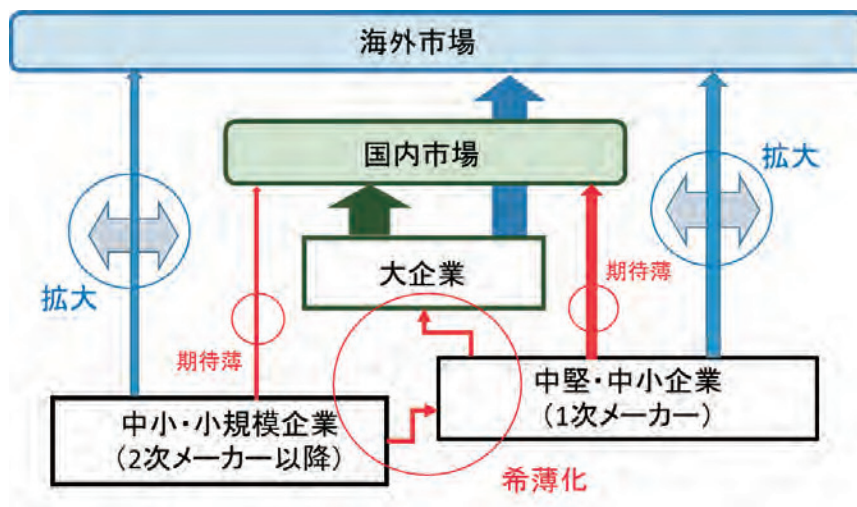 海外市場
国内市場
拡大
大企業
期待薄
拡大
期待薄
中堅・中小企業
（1次メーカー）
中小・小規模企業
（2次メーカー以降）
希薄化